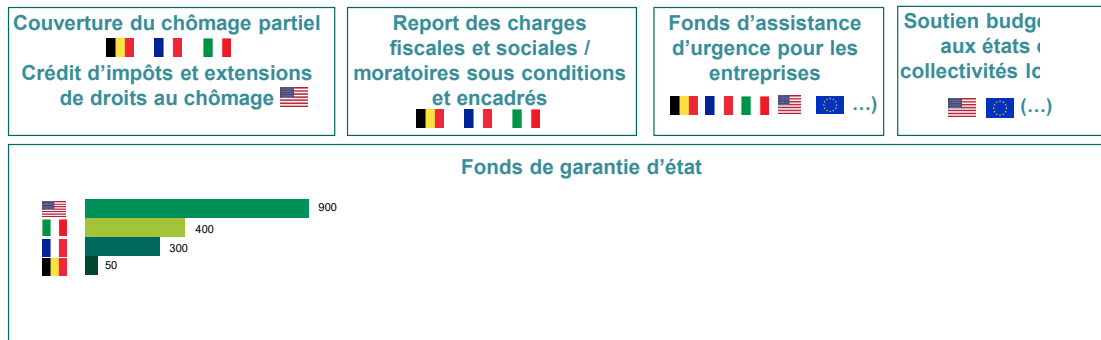 Couverture du chômage partiel
Crédit d'impôts et extensions
de droits au chômage
Report des charges
fiscales et sociales /
moratoires sous conditions
et encadrés
Fonds d'assistance
d'urgence pour les
entreprises
…)
Soutien
aux états
collectivités
(…)
Fonds de garantie d'état
900
400
300
50